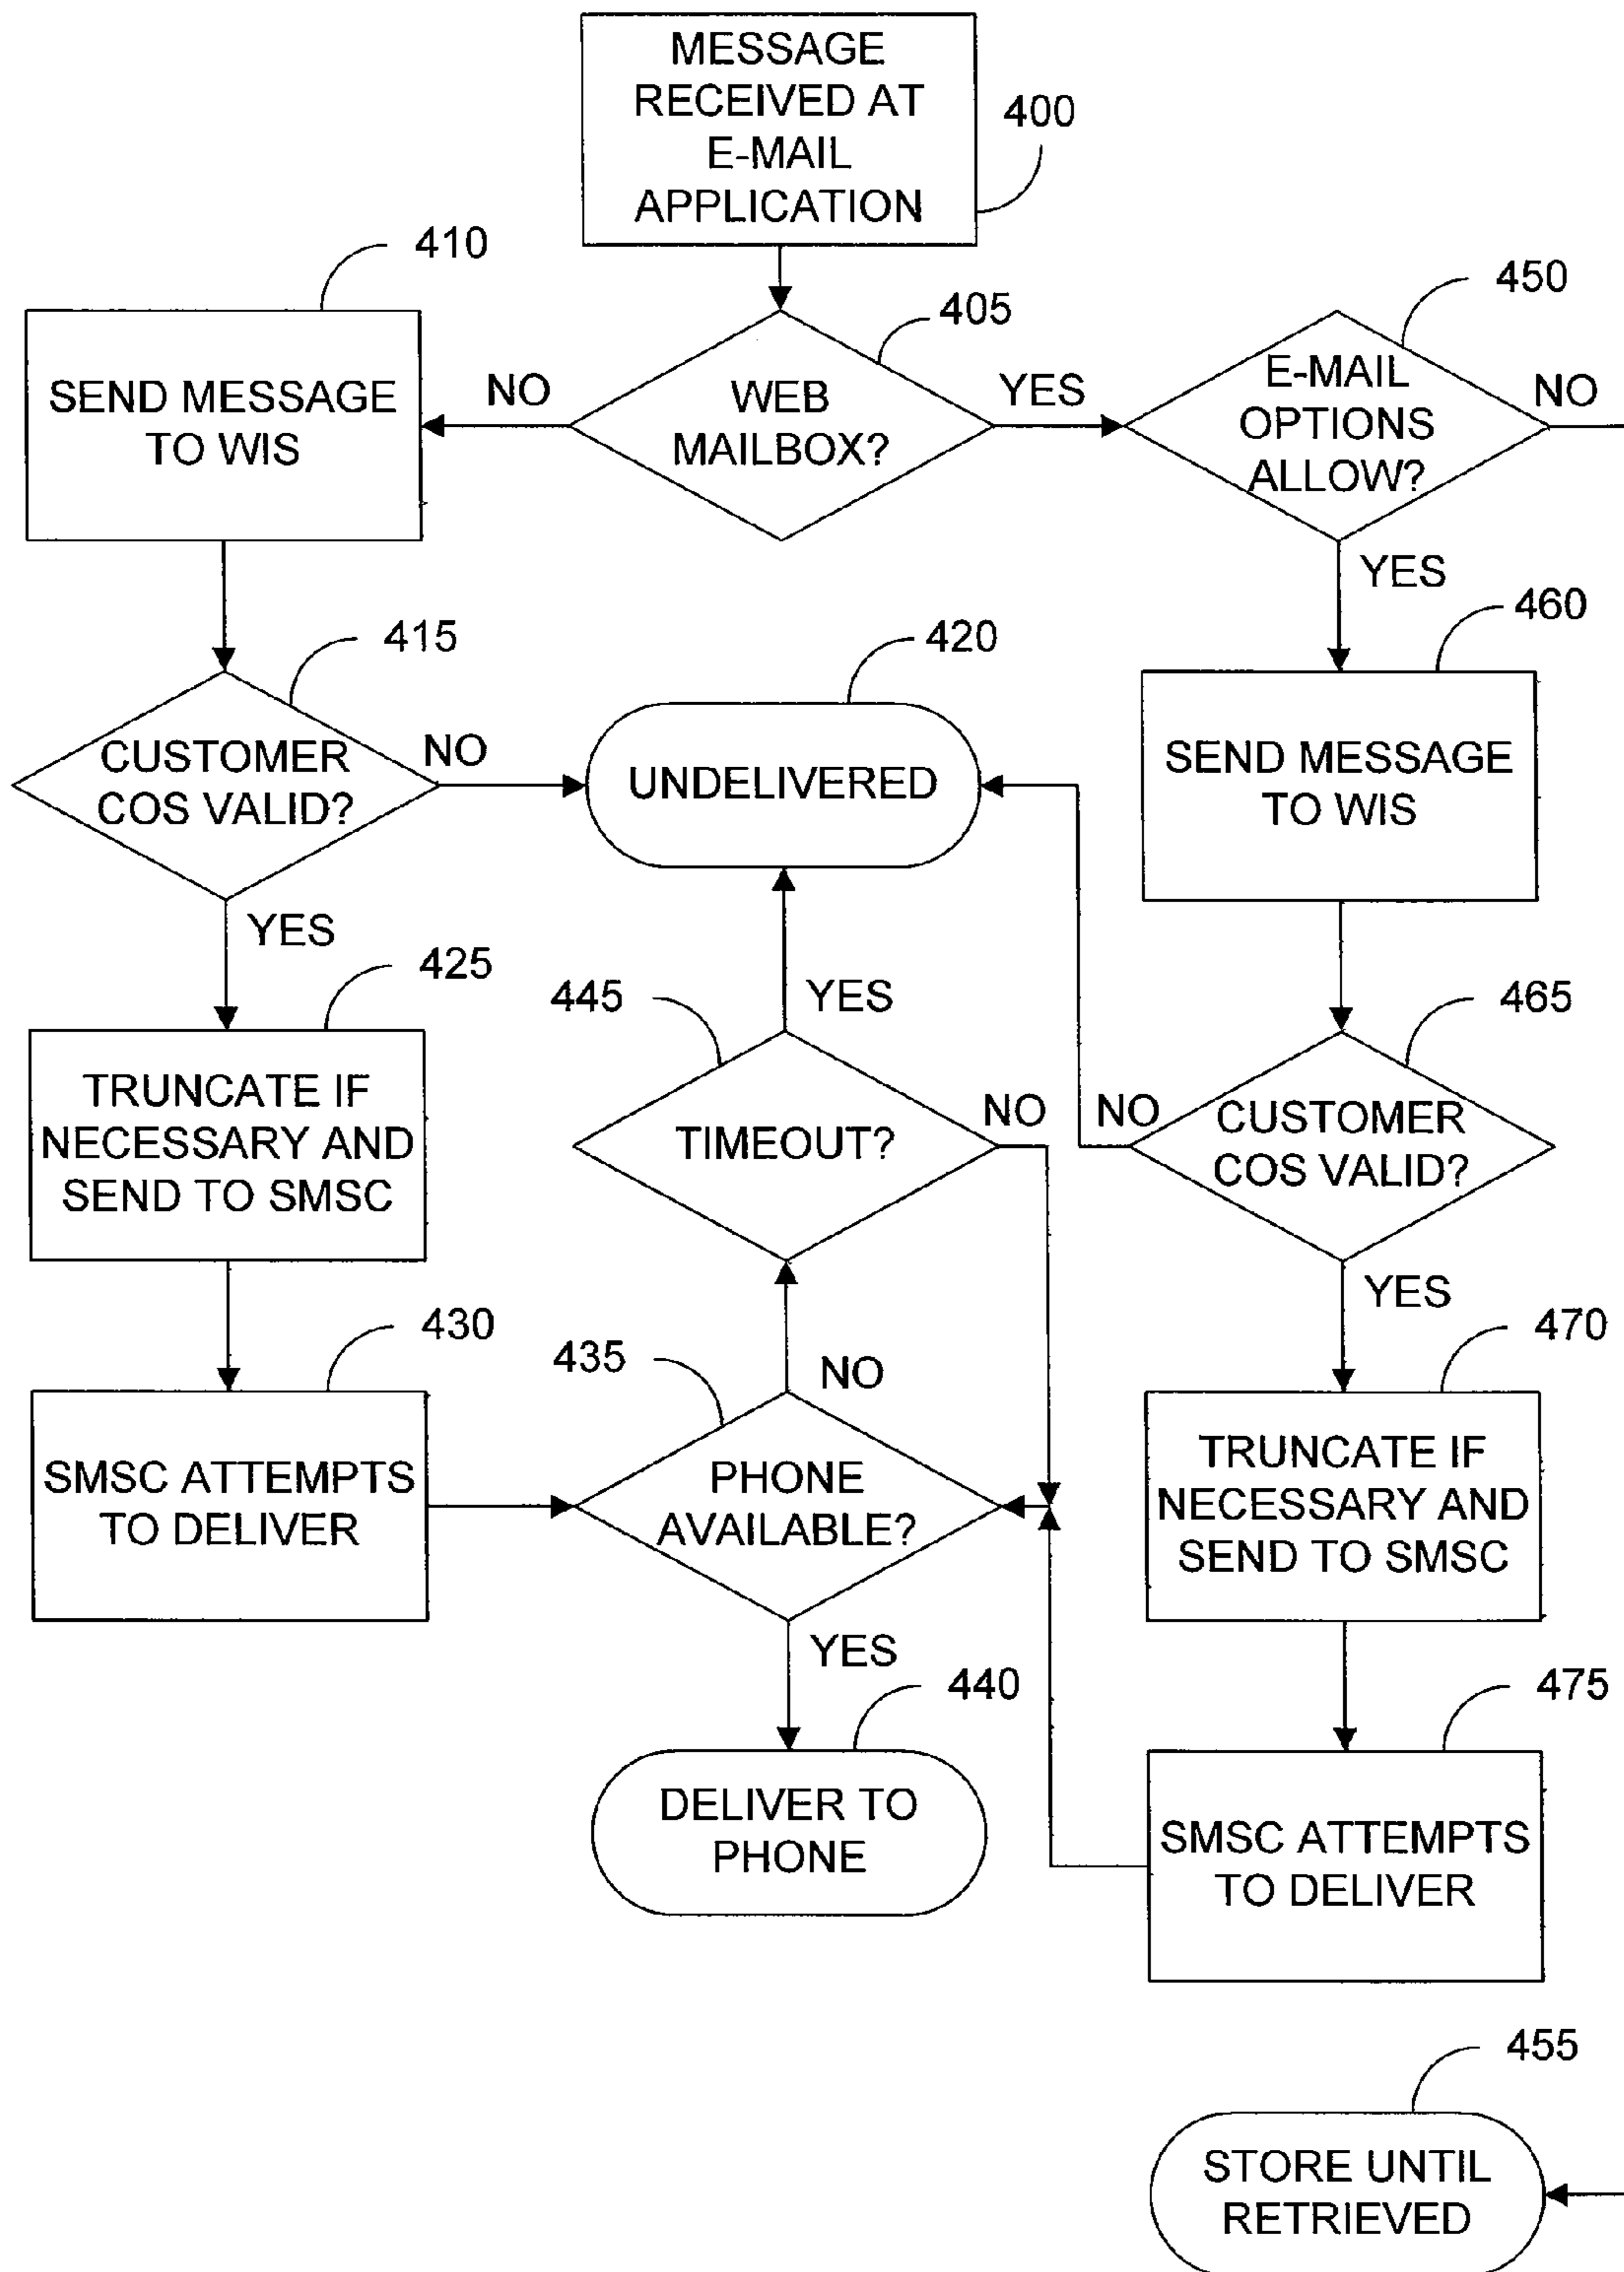 MESSAGE
RECEIVED AT
E-MAIL
APPLICATION
400
410
SEND MESSAGE
TO WIS
NO
405
WEB
MAILBOX?
YES
450
E-MAIL
OPTIONS
ALLOW?
NO
YES
415
CUSTOMER
COS VALID?
NO
420
UNDELIVERED
460
SEND MESSAGE
TO WIS
YES
425
TRUNCATE IF
NECESSARY AND
SEND TO SMSC
445
YES
TIMEOUT?
NO
465
NO
CUSTOMER
COS VALID?
YES
430
SMSC ATTEMPTS
TO DELIVER
435
NO
PHONE
AVAILABLE?
YES
470
TRUNCATE IF
NECESSARY AND
SEND TO SMSC
440
DELIVER TO
PHONE
475
SMSC ATTEMPTS
TO DELIVER
455
STORE UNTIL
RETRIEVED